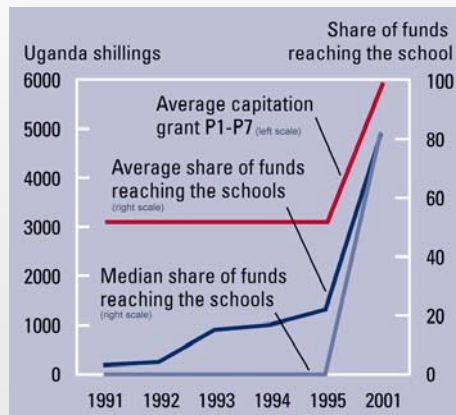 Uganda shillings
Share of funds
reaching the school
6000
5000
4000
3000
2000
1000
0
Average capitation
grant P1-P7 (left scale)
Average share of funds
reaching the schools
(right scale)
Median share of funds
reaching the schools
(right scale)
100
80
60
40
20
0
1991 1992 1993 1994 1995 2001